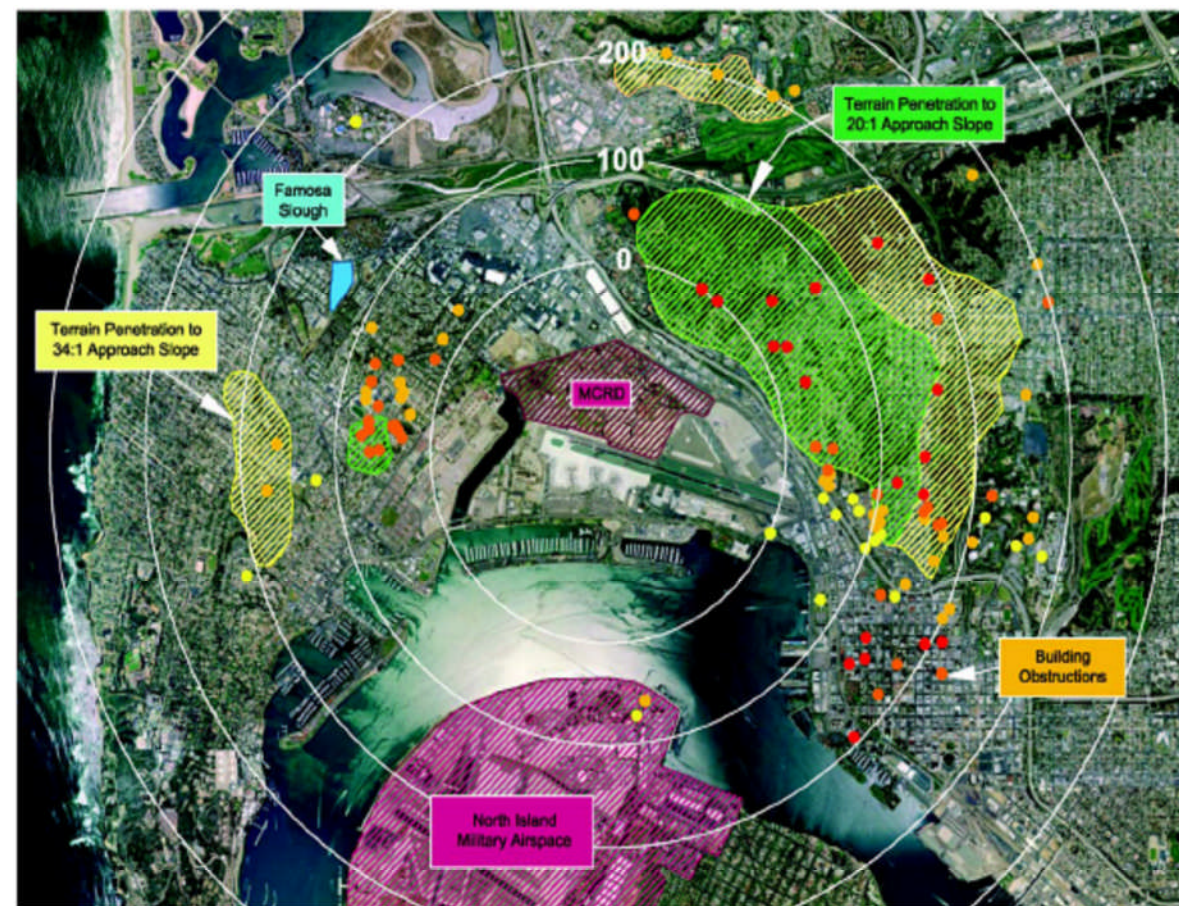 200
Terrain Penetration to
20:1 Approach Slope
100
Famosa
Slough
0
Terrain Penetration to
34:1 Approach Slope
MCRD
Building
Obstructions
North Island
Military Airspace